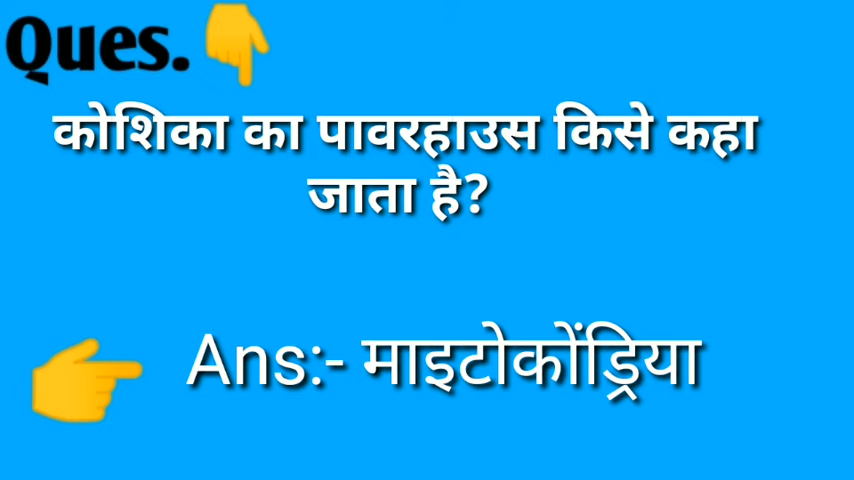 Ques.👇
कोशिका का पावरहाउस किसे कहा
जाता है?
👉 Ans:- माइटोकोंड्रिया